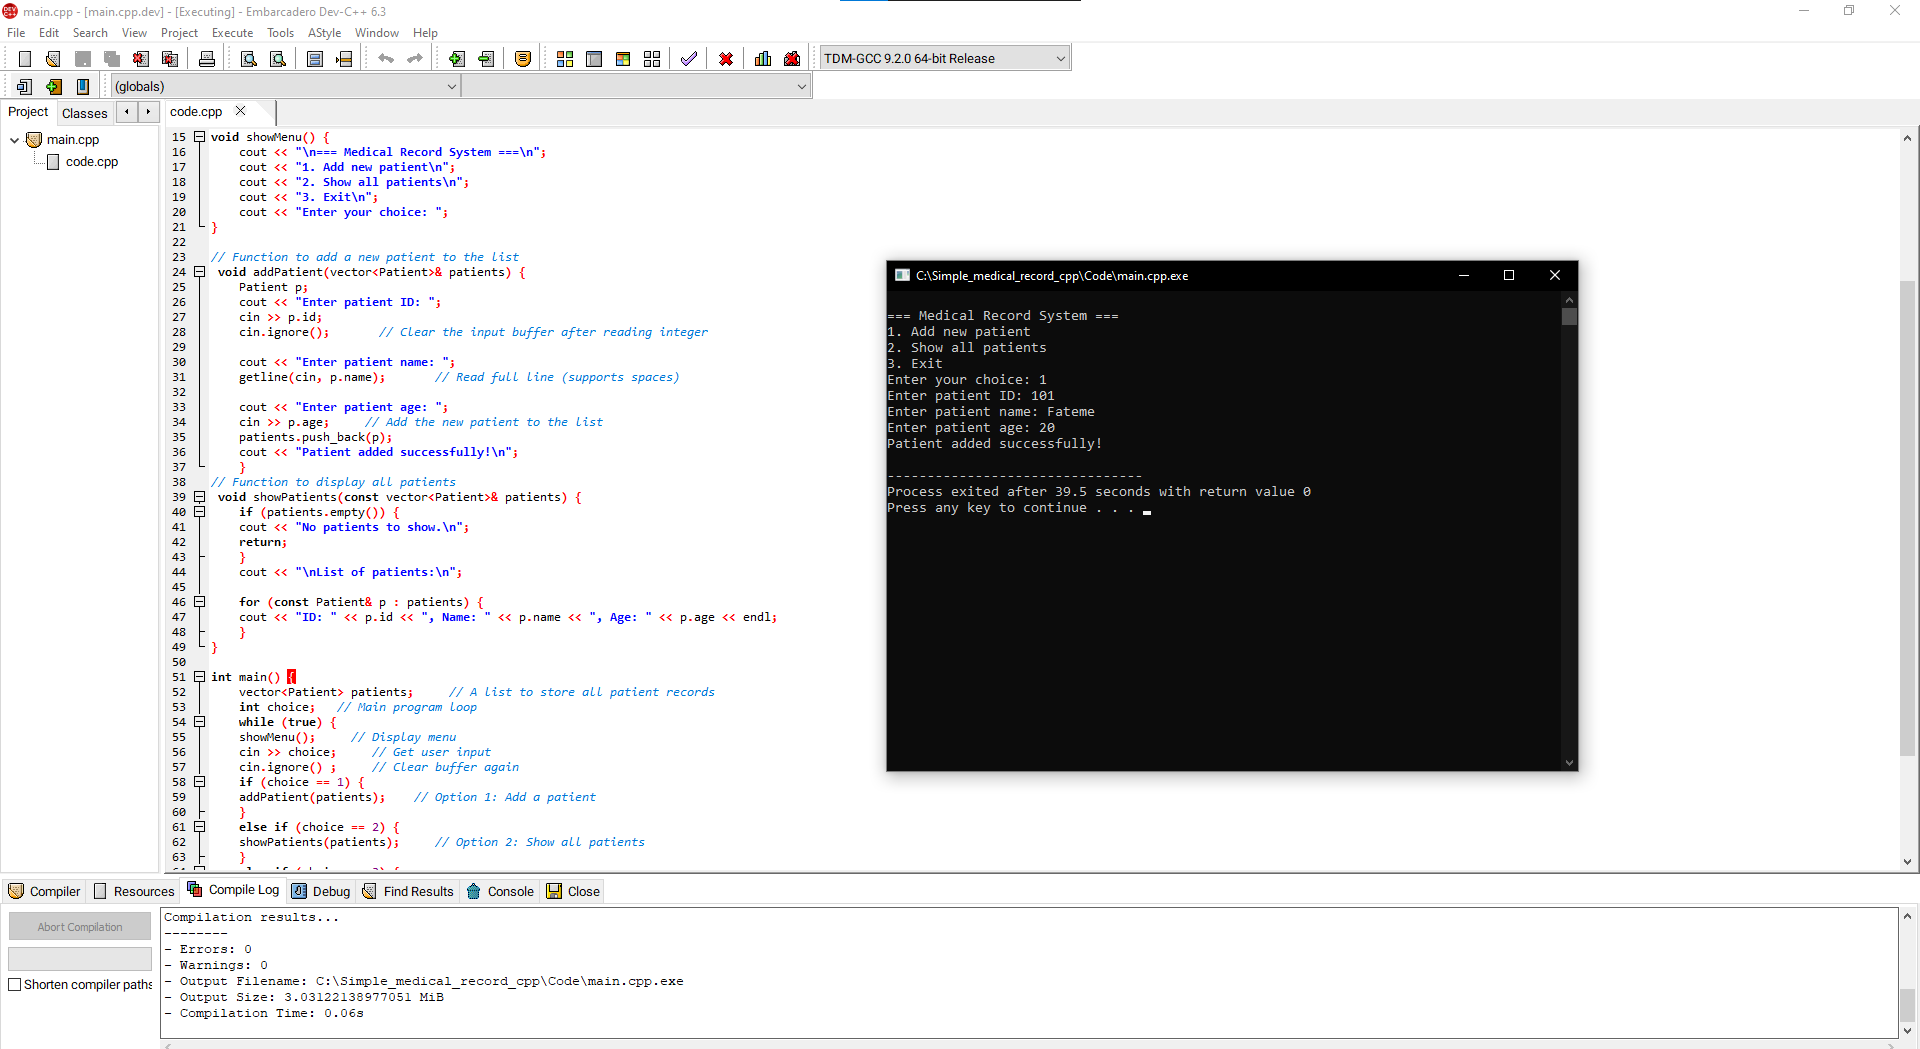 main.cpp - [main.cpp.dev] - [Executing] - Embarcadero Dev-C++ 6.3
File Edit Search View Project Execute Tools AStyle Window Help
TDM-GCC 9.2.0 64-bit Release
(globals)
Project Classes
main.cpp
code.cpp
code.cpp
15 void showMenu() {
16 cout << "\n=== Medical Record System ===\n";
17 cout << "1. Add new patient\n";
18 cout << "2. Show all patients\n";
19 cout << "3. Exit\n";
20 cout << "Enter your choice: ";
21 }
22
23 // Function to add a new patient to the list
24 void addPatient(vector<Patient>& patients) {
25 Patient p;
26 cout << "Enter patient ID: ";
27 cin >> p.id;
28 cin.ignore(); // Clear the input buffer after reading integer
29
30 cout << "Enter patient name: ";
31 getline(cin, p.name); // Read full line (supports spaces)
32
33 cout << "Enter patient age: ";
34 cin >> p.age; // Add the new patient to the list
35 patients.push_back(p);
36 cout << "Patient added successfully!\n";
37 }
38 // Function to display all patients
39 void showPatients(const vector<Patient>& patients) {
40 if (patients.empty()) {
41 cout << "No patients to show.\n";
42 return;
43 }
44 cout << "\nList of patients:\n";
45
46 for (const Patient& p : patients) {
47 cout << "ID: " << p.id << ", Name: " << p.name << ", Age: " << p.age << endl;
48 }
49 }
50
51 int main() {
52 vector<Patient> patients; // A list to store all patient records
53 int choice; // Main program loop
54 while (true) {
55 showMenu(); // Display menu
56 cin >> choice; // Get user input
57 cin.ignore() ; // Clear buffer again
58 if (choice == 1) {
59 addPatient(patients); // Option 1: Add a patient
60 }
61 else if (choice == 2) {
62 showPatients(patients); // Option 2: Show all patients
63 }
C:\Simple_medical_record_cpp\Code\main.cpp.exe
=== Medical Record System ===
1. Add new patient
2. Show all patients
3. Exit
Enter your choice: 1
Enter patient ID: 101
Enter patient name: Fateme
Enter patient age: 20
Patient added successfully!
--------------------------------
Process exited after 39.5 seconds with return value 0
Press any key to continue . . .
Compiler Resources Compile Log Debug Find Results Console Close
Abort Compilation
Shorten compiler paths
Compilation results...
--------
- Errors: 0
- Warnings: 0
- Output Filename: C:\Simple_medical_record_cpp\Code\main.cpp.exe
- Output Size: 3.03122138977051 MiB
- Compilation Time: 0.06s